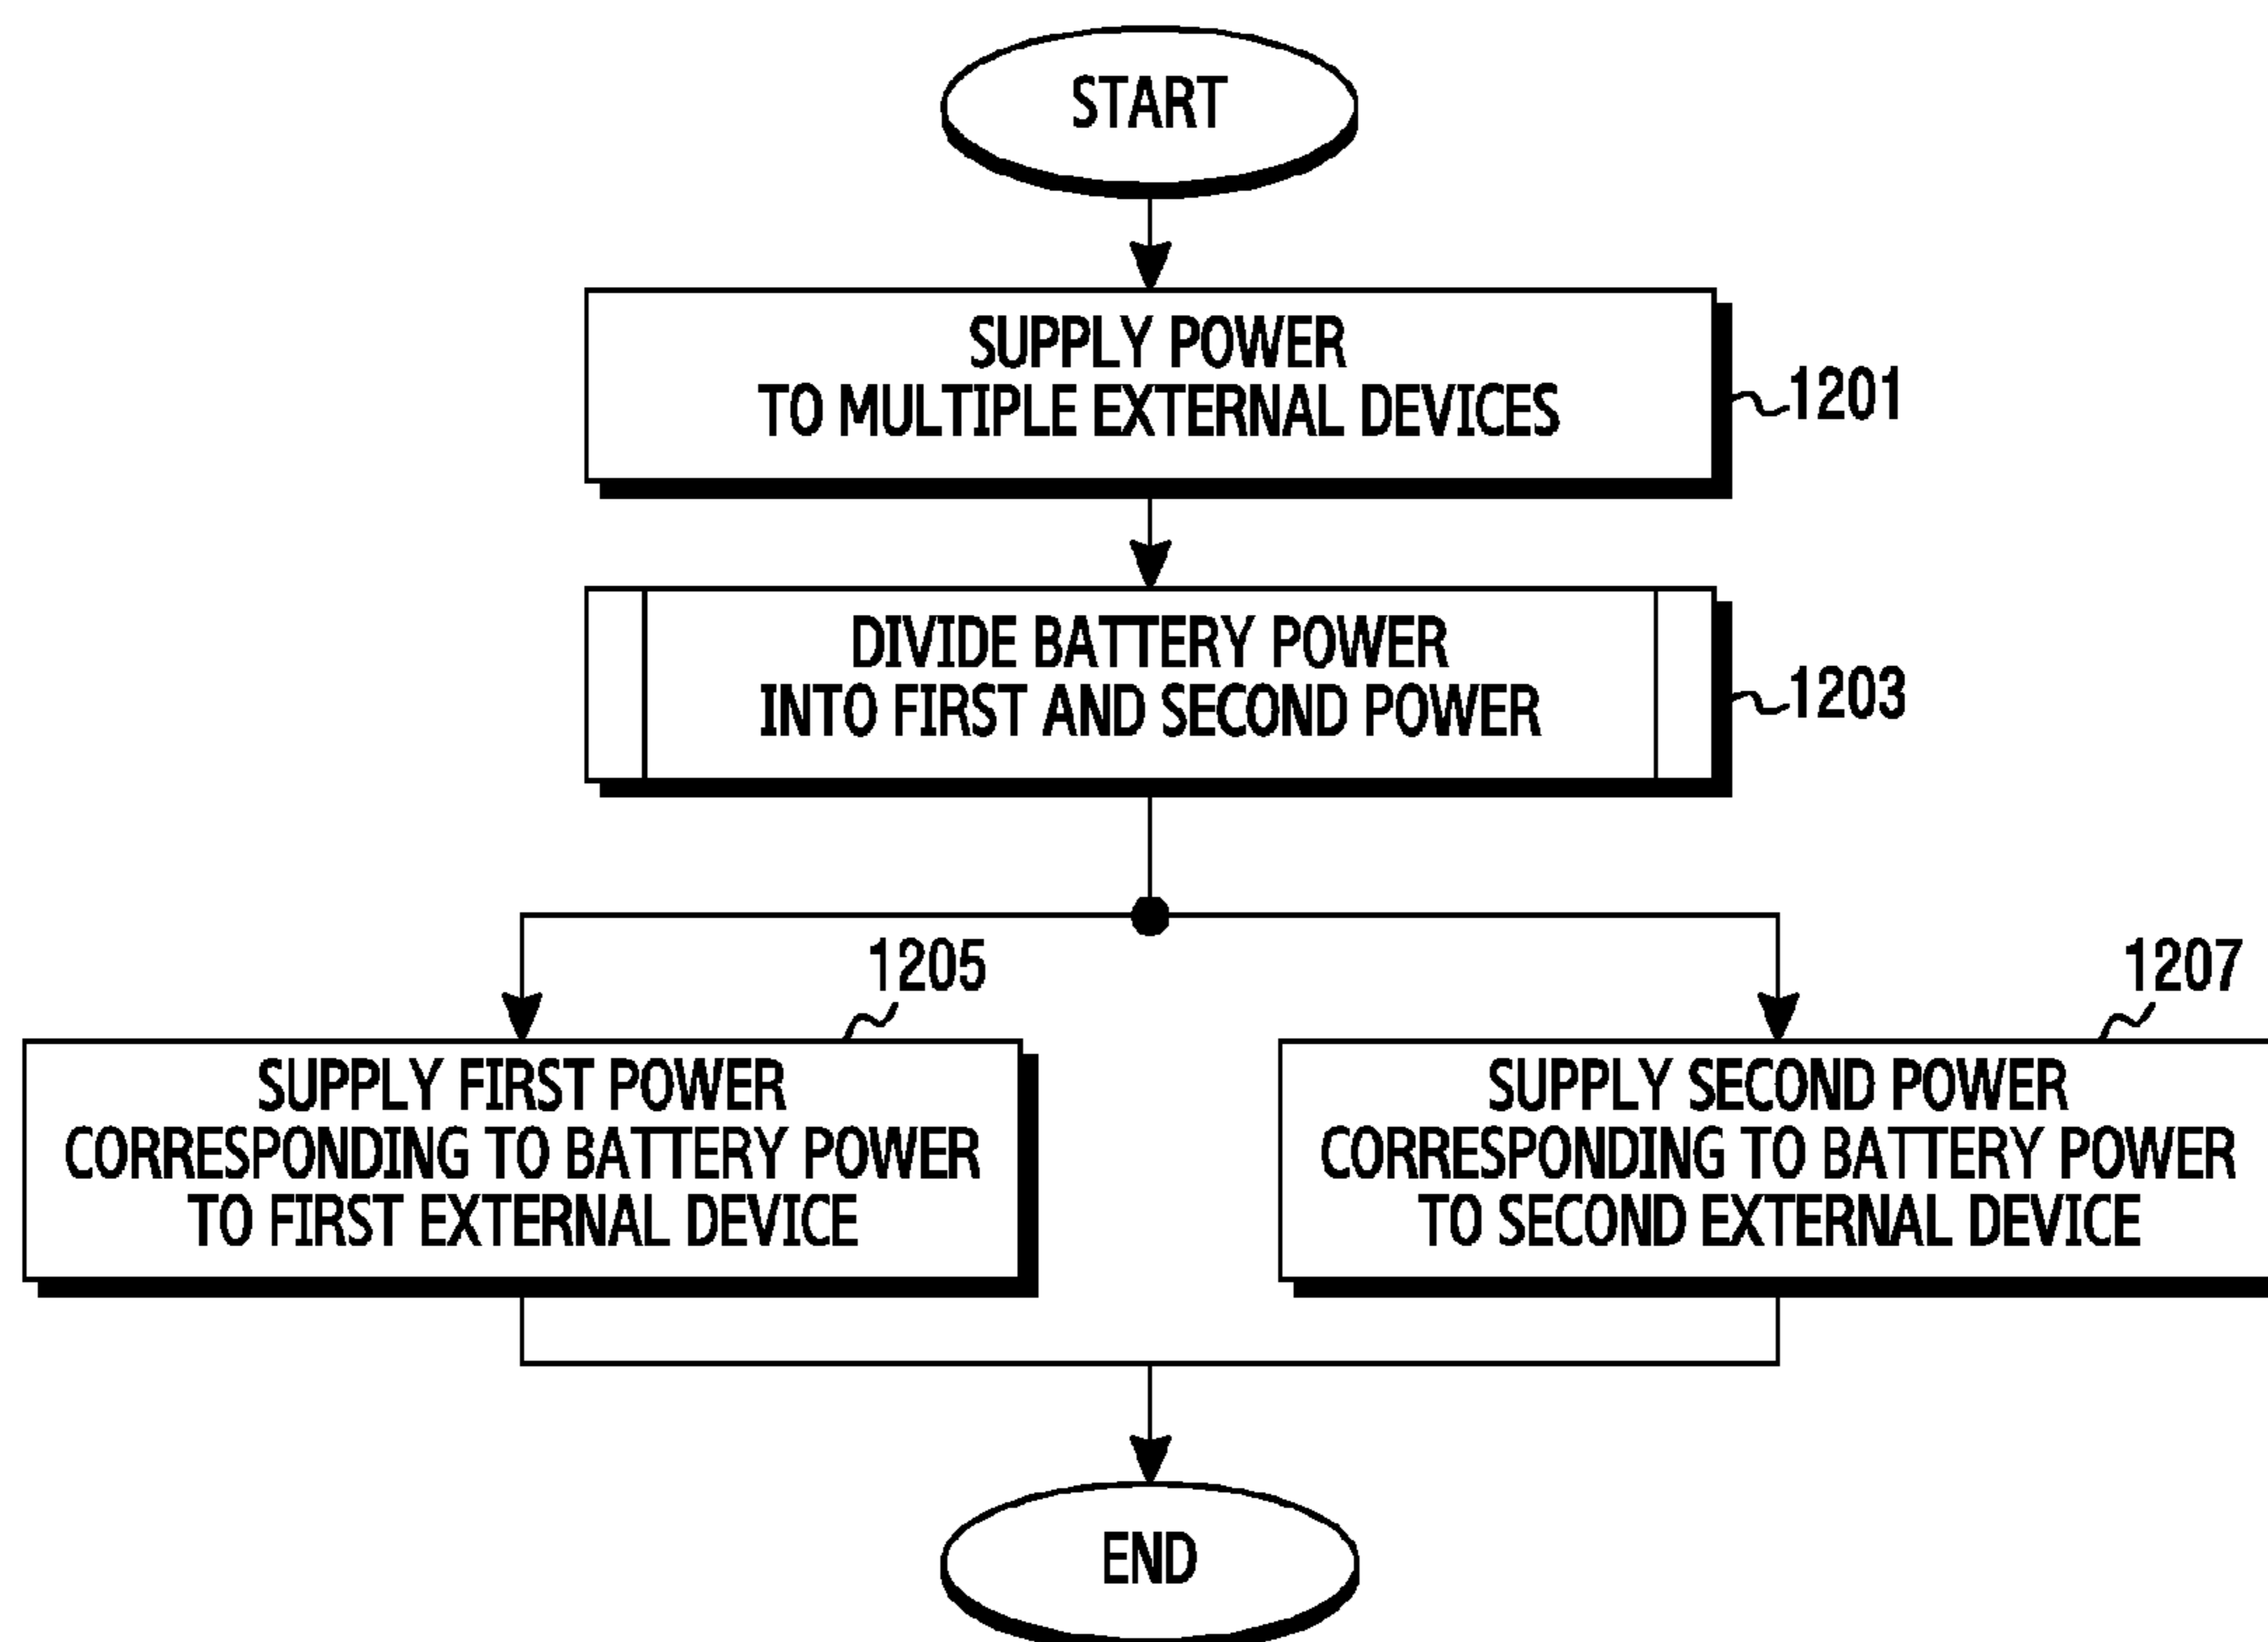 START
SUPPLY POWER
TO MULTIPLE EXTERNAL DEVICES
1201
DIVIDE BATTERY POWER
INTO FIRST AND SECOND POWER
1203
1205
1207
SUPPLY FIRST POWER
CORRESPONDING TO BATTERY POWER
TO FIRST EXTERNAL DEVICE
SUPPLY SECOND POWER
CORRESPONDING TO BATTERY POWER
TO SECOND EXTERNAL DEVICE
END